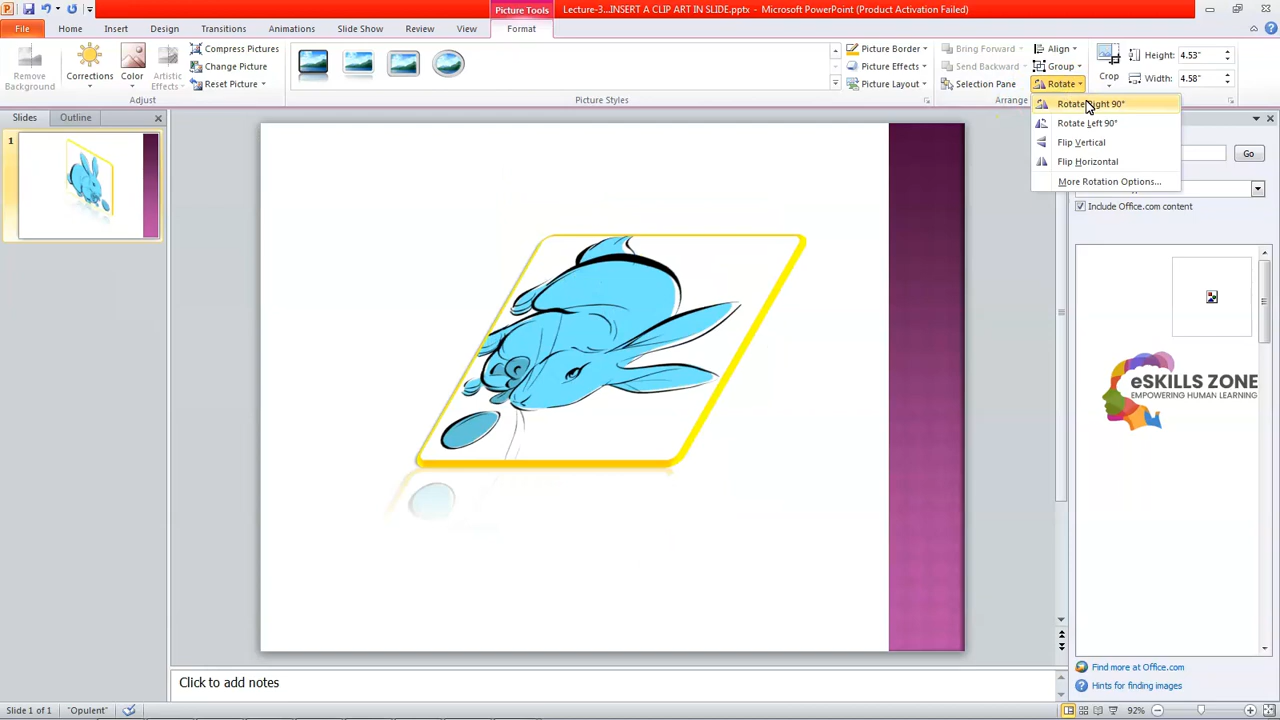 Picture Tools
Lecture-3...INSERT A CLIP ART IN SLIDE.pptx - Microsoft PowerPoint (Product Activation Failed)
File Home Insert Design Transitions Animations Slide Show Review View Format
Remove Background
Corrections
Color
Artistic Effects
Compress Pictures
Change Picture
Reset Picture
Adjust
Picture Styles
Picture Border
Picture Effects
Picture Layout
Bring Forward
Send Backward
Selection Pane
Align
Group
Rotate
Arrange
Crop
Height: 4.53"
Width: 4.58"
Rotate Right 90°
Rotate Left 90°
Flip Vertical
Flip Horizontal
More Rotation Options...
Slides Outline
1
Go
Include Office.com content
eSKILLS ZONE
EMPOWERING HUMAN LEARNING
Find more at Office.com
Hints for finding images
Click to add notes
Slide 1 of 1 "Opulent" 92%